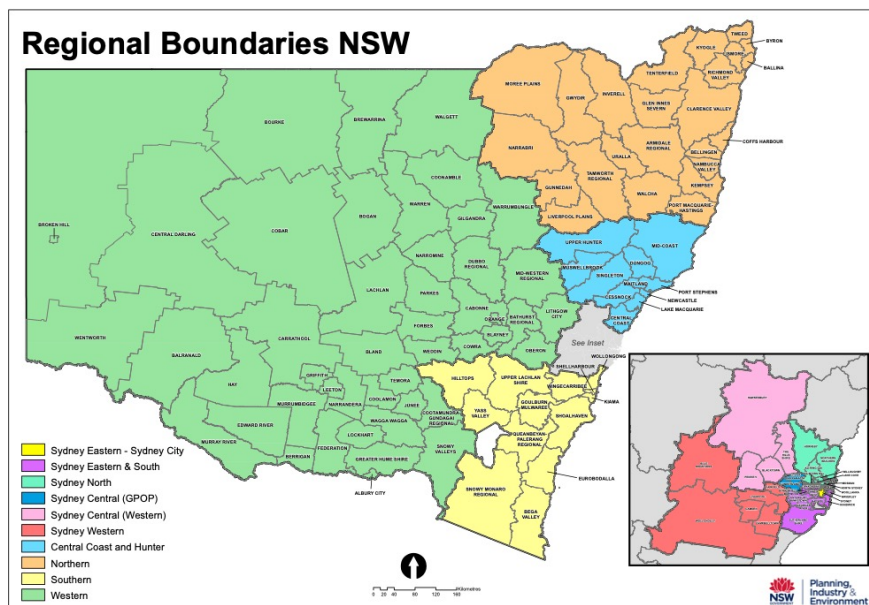 Regional Boundaries NSW
TWEED
BYRON
KYOGLE
LISMORE
BALLINA
RICHMOND
VALLEY
TENTERFIELD
MOREE PLAINS
GWYDIR
INVERELL
GLEN INNES
SEVERN
CLARENCE VALLEY
COFFS HARBOUR
NARRABRI
ARMIDALE
REGIONAL
URALLA
BELLINGEN
NAMBUCCA
VALLEY
TAMWORTH
REGIONAL
KEMPSEY
GUNNEDAH
WALCHA
PORT MACQUARIE-
HASTINGS
LIVERPOOL PLAINS
BOURKE
BREWARRINA
WALGETT
COONAMBLE
WARREN
WARRUMBUNGLE
BOGAN
GILGANDRA
BROKEN HILL
CENTRAL DARLING
COBAR
NARROMINE
DUBBO
REGIONAL
MID-WESTERN
REGIONAL
UPPER HUNTER
MID-COAST
MUSWELLBROOK
DUNGOG
SINGLETON
MAITLAND
PORT STEPHENS
CESSNOCK
NEWCASTLE
LAKE MACQUARIE
CENTRAL
COAST
LACHLAN
PARKES
CABONNE
ORANGE
BATHURST
REGIONAL
LITHGOW
CITY
FORBES
BLAYNEY
See Inset
WENTWORTH
CARRATHOOL
BLAND
WEDDIN
COWRA
OBERON
WOLLONGONG
SHELLHARBOUR
BALRANALD
HAY
GRIFFITH
LEETON
TEMORA
HILLTOPS
UPPER LACHLAN
SHIRE
WINGECARRIBEE
KIAMA
MURRUMBIDGEE
NARRANDERA
COOLAMON
JUNEE
COOTAMUNDRA
GUNDAGAI
REGIONAL
YASS
VALLEY
GOULBURN
MULWAREE
SHOALHAVEN
EDWARD RIVER
WAGGA WAGGA
LOCKHART
QUEANBEYAN-
PALERANG
REGIONAL
MURRAY RIVER
FEDERATION
GREATER HUME SHIRE
SNOWY
VALLEYS
BERRIGAN
ALBURY CITY
EUROBODALLA
SNOWY MONARO
REGIONAL
BEGA
VALLEY
Sydney Eastern - Sydney City
Sydney Eastern & South
Sydney North
Sydney Central (GPOP)
Sydney Central (Western)
Sydney Western
Central Coast and Hunter
Northern
Southern
Western
0 20 40 80 120 160
Kilometres
NSW
GOVERNMENT
Planning,
Industry &
Environment